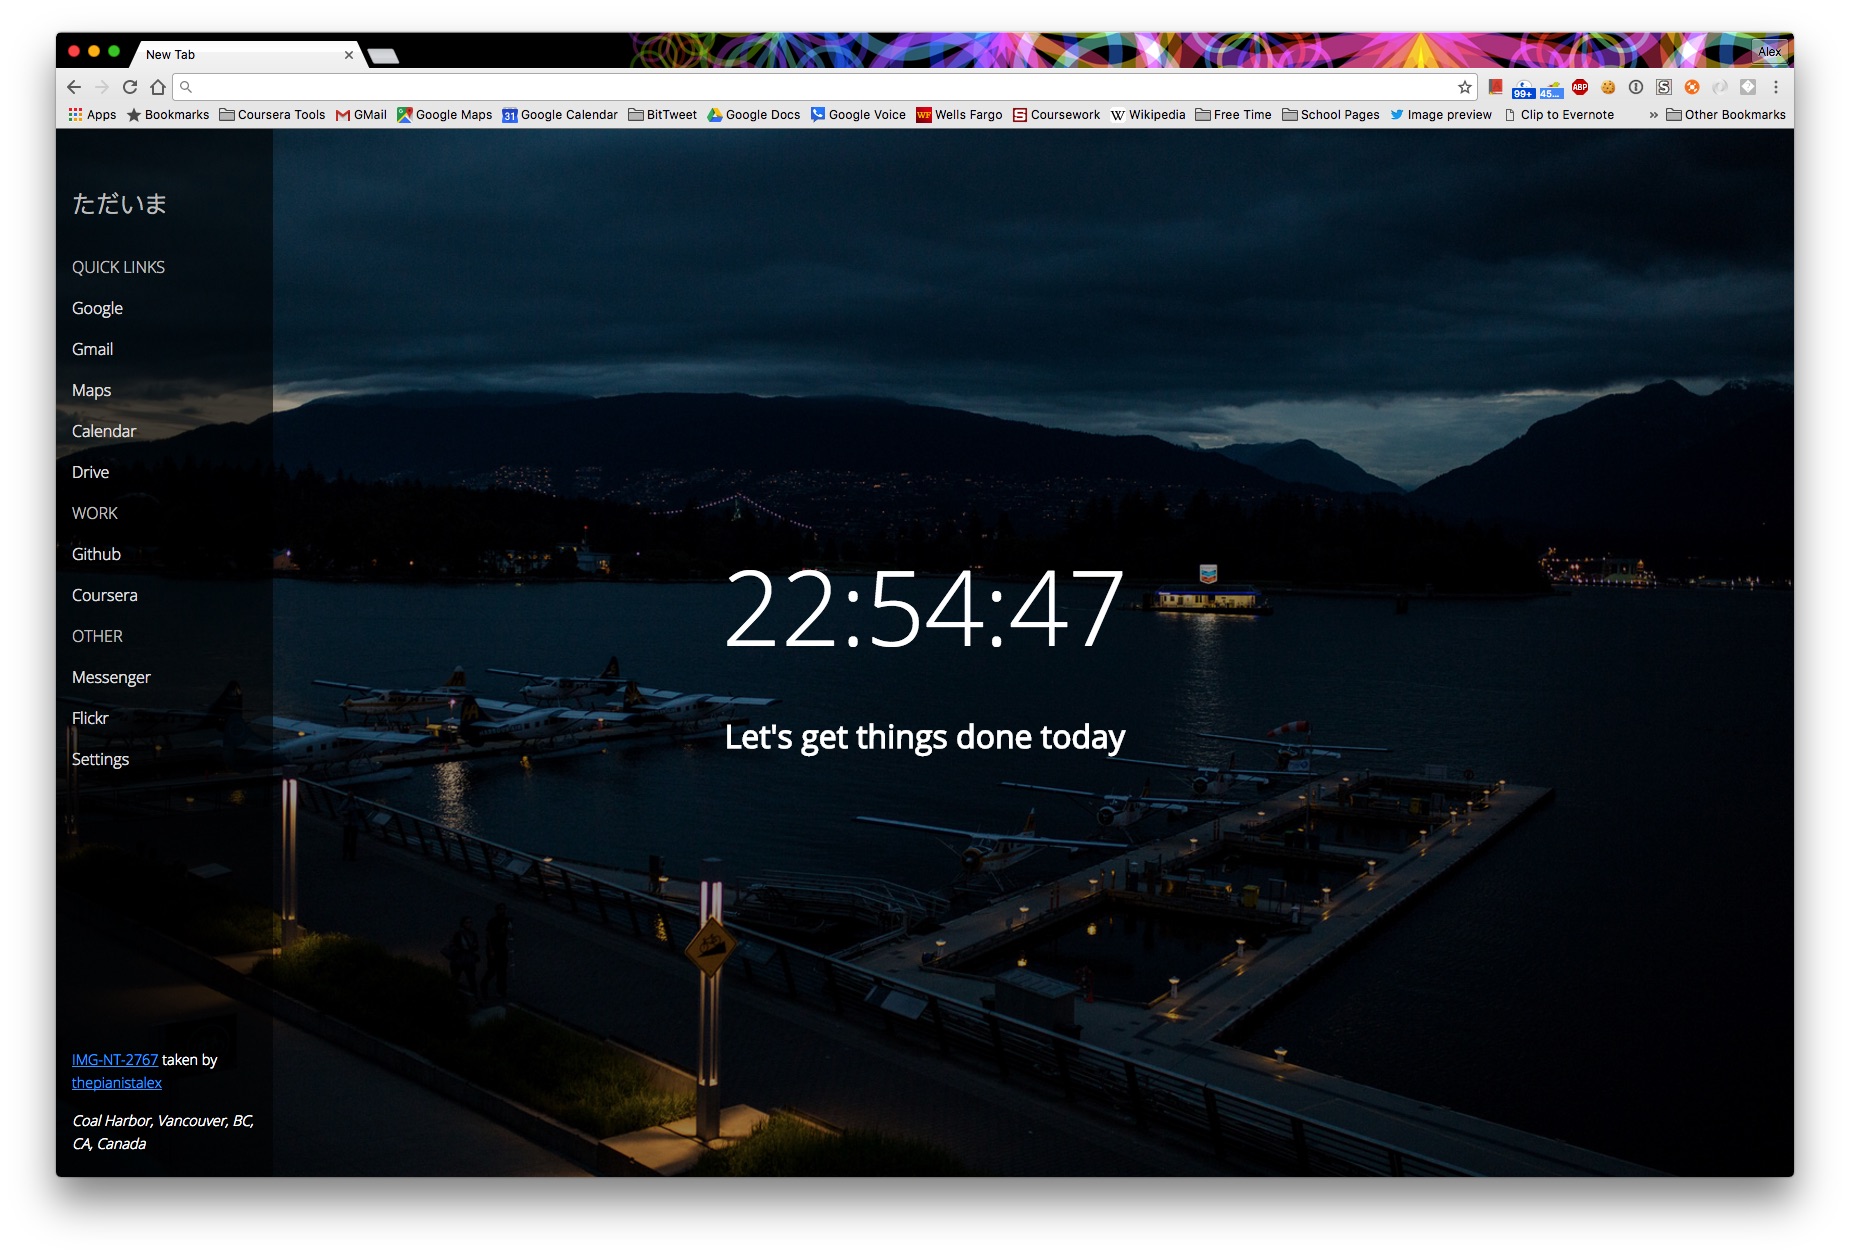 New Tab
Alex
99+ 45...
ABP
Apps Bookmarks Coursera Tools GMail Google Maps 31 Google Calendar BitTweet Google Docs Google Voice WF Wells Fargo Coursework W Wikipedia Free Time School Pages Image preview Clip to Evernote » Other Bookmarks
ただいま
QUICK LINKS
Google
Gmail
Maps
Calendar
Drive
WORK
Github
Coursera
OTHER
Messenger
Flickr
Settings
22:54:47
Let's get things done today
IMG-NT-2767 taken by
thepianistalex
Coal Harbor, Vancouver, BC,
CA, Canada